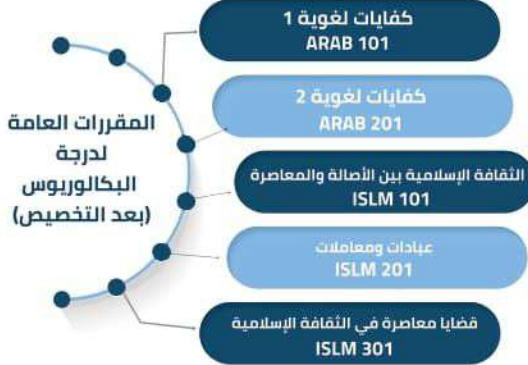 المقررات العامة
لدرجة
البكالوريوس
(بعد التخصيص)
كفايات لغوية 1
ARAB 101
كفايات لغوية 2
ARAB 201
الثقافة الإسلامية بين الأصالة والمعاصرة
ISLM 101
عبادات ومعاملات
ISLM 201
قضايا معاصرة في الثقافة الإسلامية
ISLM 301